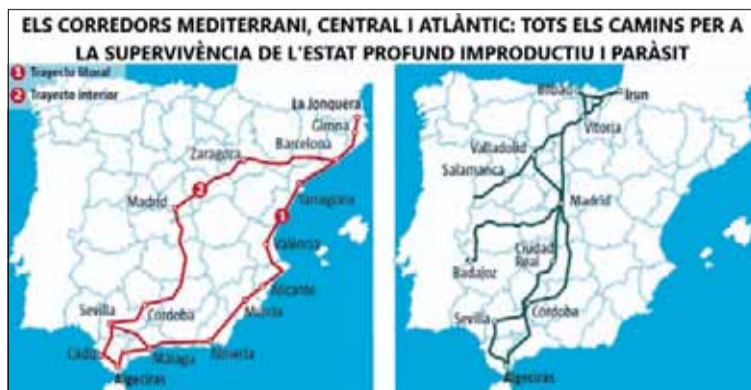 ELS CORREDORS MEDITERRANI, CENTRAL I ATLÀNTIC: TOTS ELS CAMINS PER A
LA SUPERVIVÈNCIA DE L'ESTAT PROFUND IMPRODUCTIU I PARÀSIT
1 Trayecto litoral
2 Trayecto interior
La Jonquera
Girona
Barcelona
Zaragoza
Tarragona
2
Madrid
1
València
Alicante
Murcia
Sevilla
Córdoba
Cádiz
Málaga
Almería
Algeciras
Bilbao
Irun
Vitoria
Valladolid
Salamanca
Madrid
Ciudad
Real
Badajoz
Sevilla
Córdoba
Algeciras